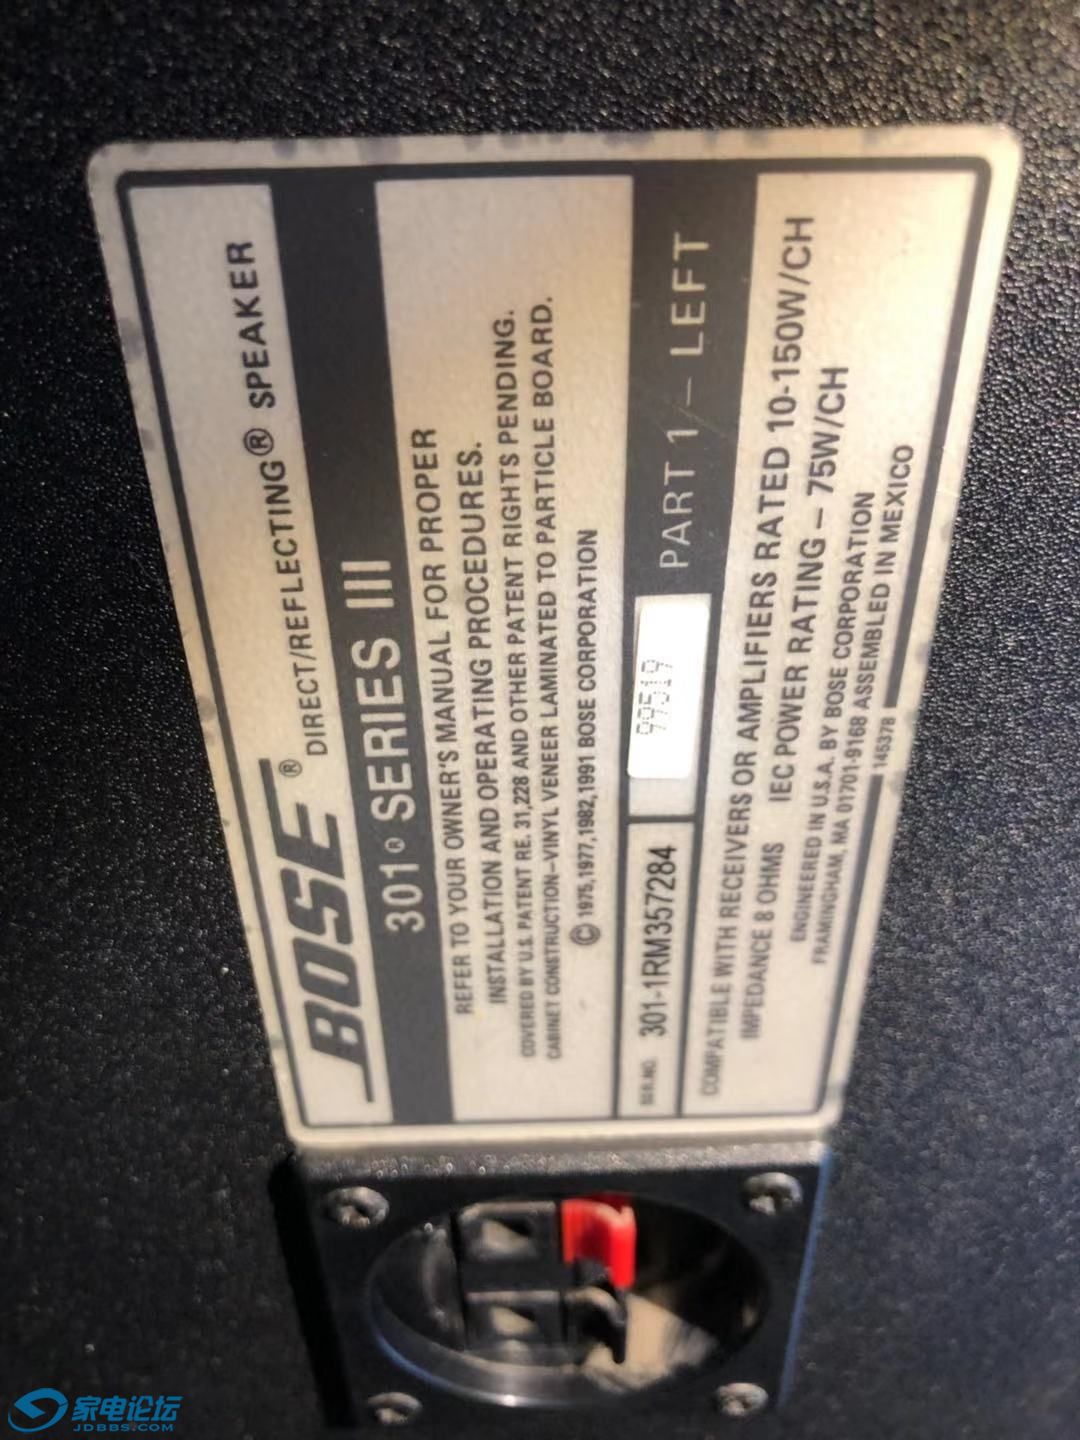 BOSE®
DIRECT/REFLECTING® SPEAKER
301® SERIES III
REFER TO YOUR OWNER'S MANUAL FOR PROPER
INSTALLATION AND OPERATING PROCEDURES.
COVERED BY U.S. PATENT RE. 31,228 AND OTHER PATENT RIGHTS PENDING.
CABINET CONSTRUCTION–VINYL VENEER LAMINATED TO PARTICLE BOARD.
© 1975,1977,1982,1991 BOSE CORPORATION
99519
PART 1 – LEFT
SER.NO. 301-1RM357284
COMPATIBLE WITH RECEIVERS OR AMPLIFIERS RATED 10-150W/CH
IMPEDANCE 8 OHMS IEC POWER RATING – 75W/CH
ENGINEERED IN U.S.A. BY BOSE CORPORATION
FRAMINGHAM, MA 01701-9168 ASSEMBLED IN MEXICO
145378
家电论坛
JDBBS.COM